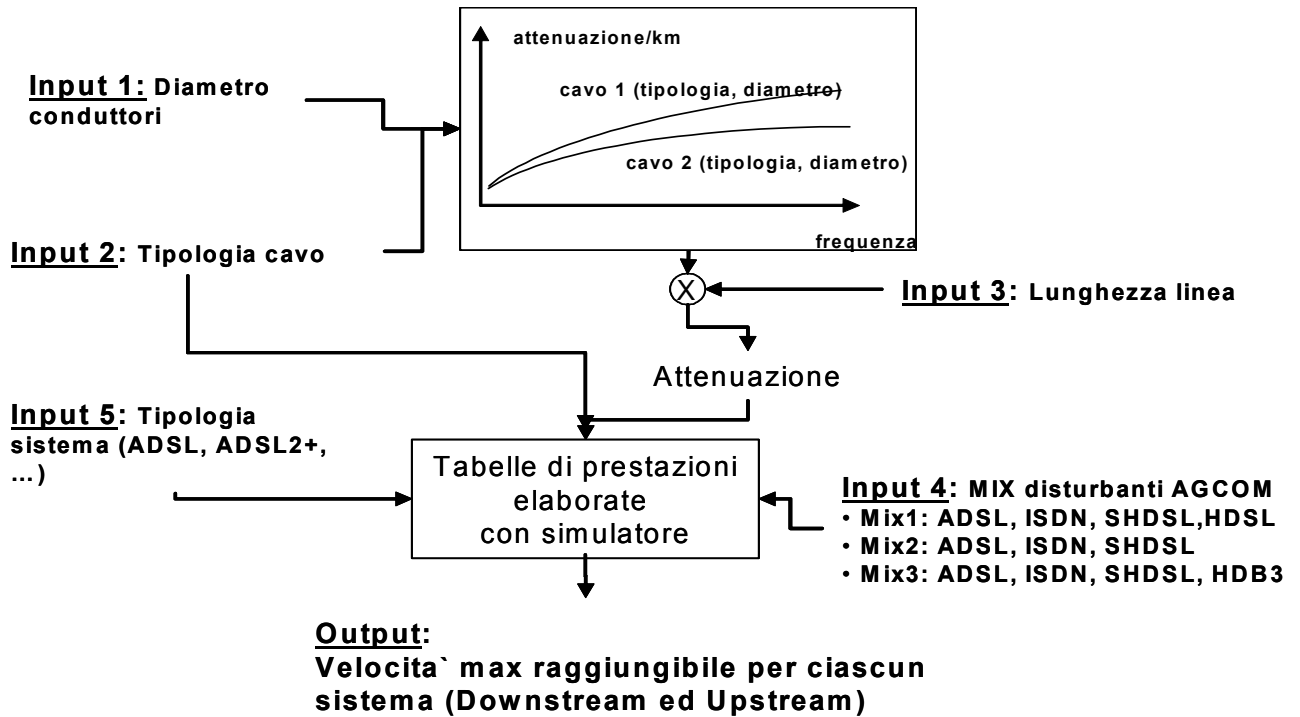 attenuazione/km
Input 1: Diametro
conduttori
cavo 1 (tipologia, diametro)
cavo 2 (tipologia, diametro)
frequenza
Input 2: Tipologia cavo
X
Input 3: Lunghezza linea
Attenuazione
Input 5: Tipologia
sistema (ADSL, ADSL2+,
...)
Tabelle di prestazioni
elaborate
con simulatore
Input 4: MIX disturbanti AGCOM
• Mix1: ADSL, ISDN, SHDSL,HDSL
• Mix2: ADSL, ISDN, SHDSL
• Mix3: ADSL, ISDN, SHDSL, HDB3
Output:
Velocita` max raggiungibile per ciascun
sistema (Downstream ed Upstream)